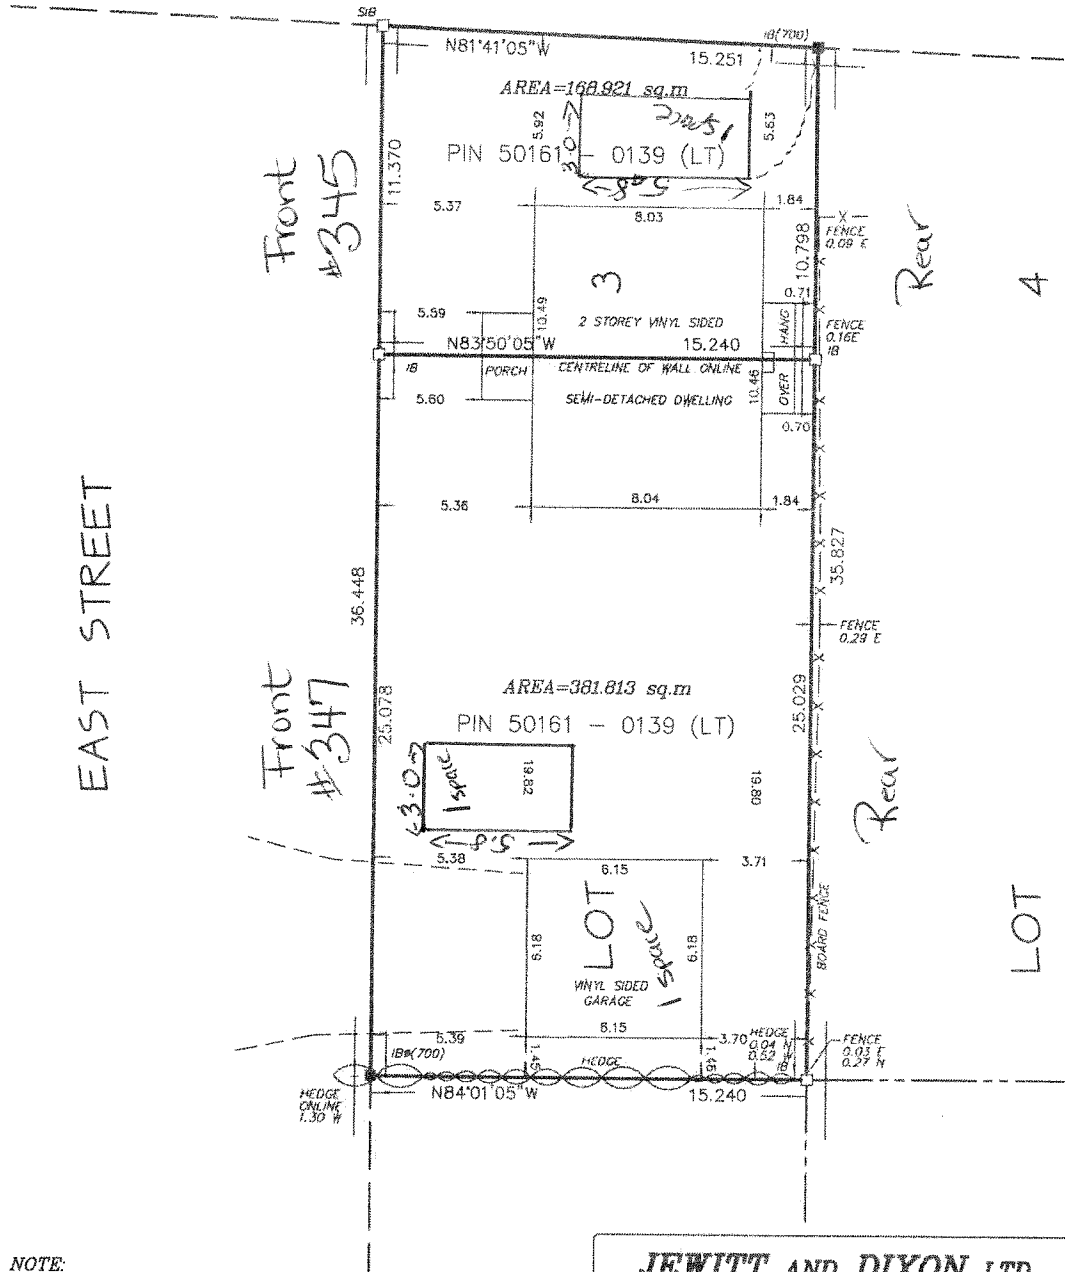 SIB
N81°41'05"W
15.251
IB(700)
AREA=168.921 sq.m
1 space
5.92
5.63
3.0
PIN 50161 - 0139 (LT)
5.8
11.370
Front
#345
5.37
8.03
1.84
X
FENCE
0.09 E
10.798
Rear
4
3
0.71
5.59
10.49
2 STOREY VINYL SIDED
HANG
FENCE
0.16E
IB
N83°50'05"W
15.240
IB
PORCH
CENTRELINE OF WALL ONLINE
10.46
OVER
5.60
SEMI-DETACHED DWELLING
0.70
5.36
8.04
1.84
EAST STREET
36.448
35.827
FENCE
0.29 E
Front
#347
25.078
AREA=381.813 sq.m
25.029
PIN 50161 - 0139 (LT)
3.0
1 space
19.82
19.80
Rear
5.8
5.38
6.15
3.71
LOT
1 space
6.18
6.18
BOARD FENCE
LOT
VINYL SIDED
GARAGE
5.39
6.15
3.70
HEDGE
0.04 N
0.52 W
IB
FENCE
0.03 E
0.27 N
IB(700)
1.45
HEDGE
1.46
HEDGE
ONLINE
1.30 W
N84°01'05"W
15.240
NOTE:
JEWITT AND DIXON LTD.